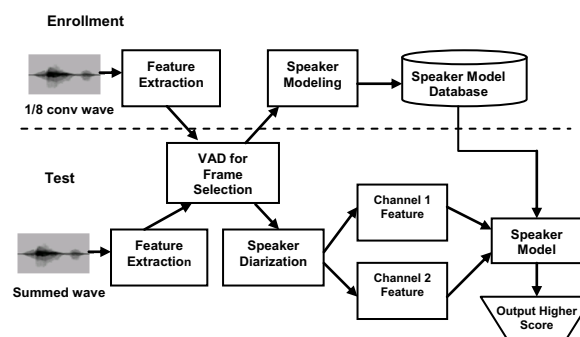 Enrollment
Feature
Extraction
Speaker
Modeling
Speaker Model
Database
1/8 conv wave
VAD for
Frame
Selection
Test
Channel 1
Feature
Feature
Extraction
Speaker
Diarization
Speaker
Model
Channel 2
Feature
Summed wave
Output Higher
Score